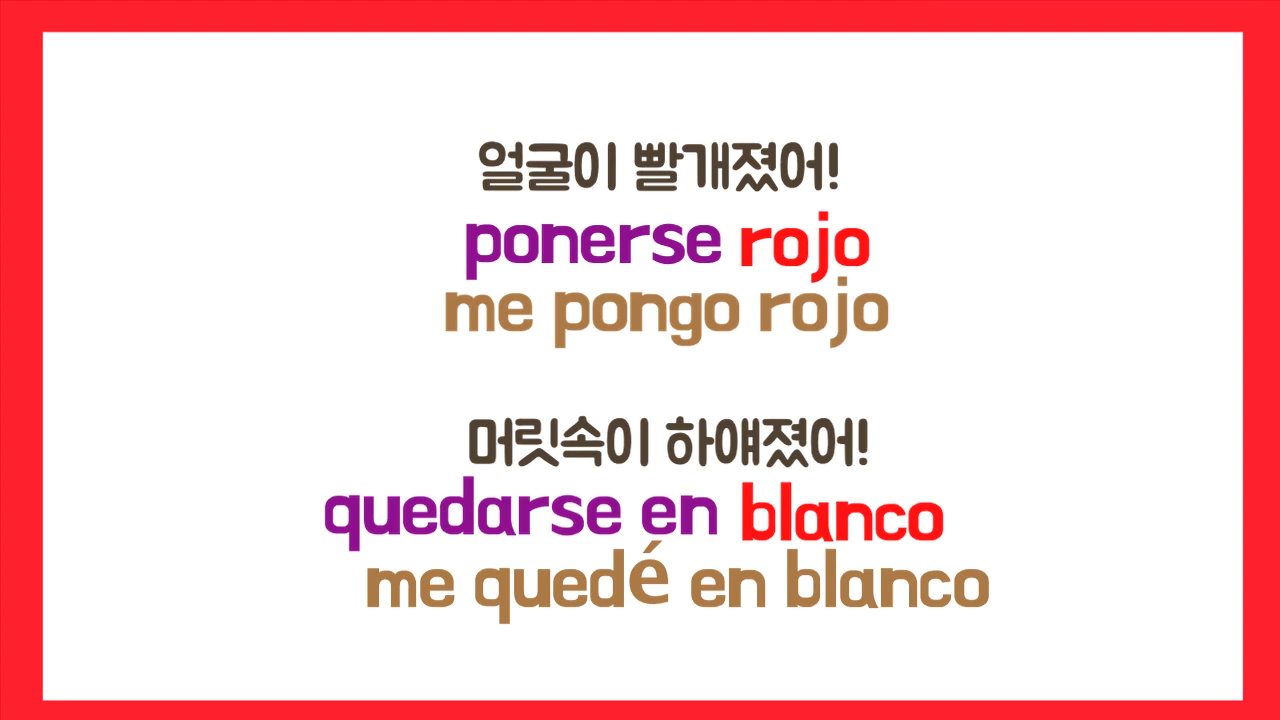 얼굴이 빨개졌어!
ponerse rojo
me pongo rojo
머릿속이 하얘졌어!
quedarse en blanco
me quedé en blanco